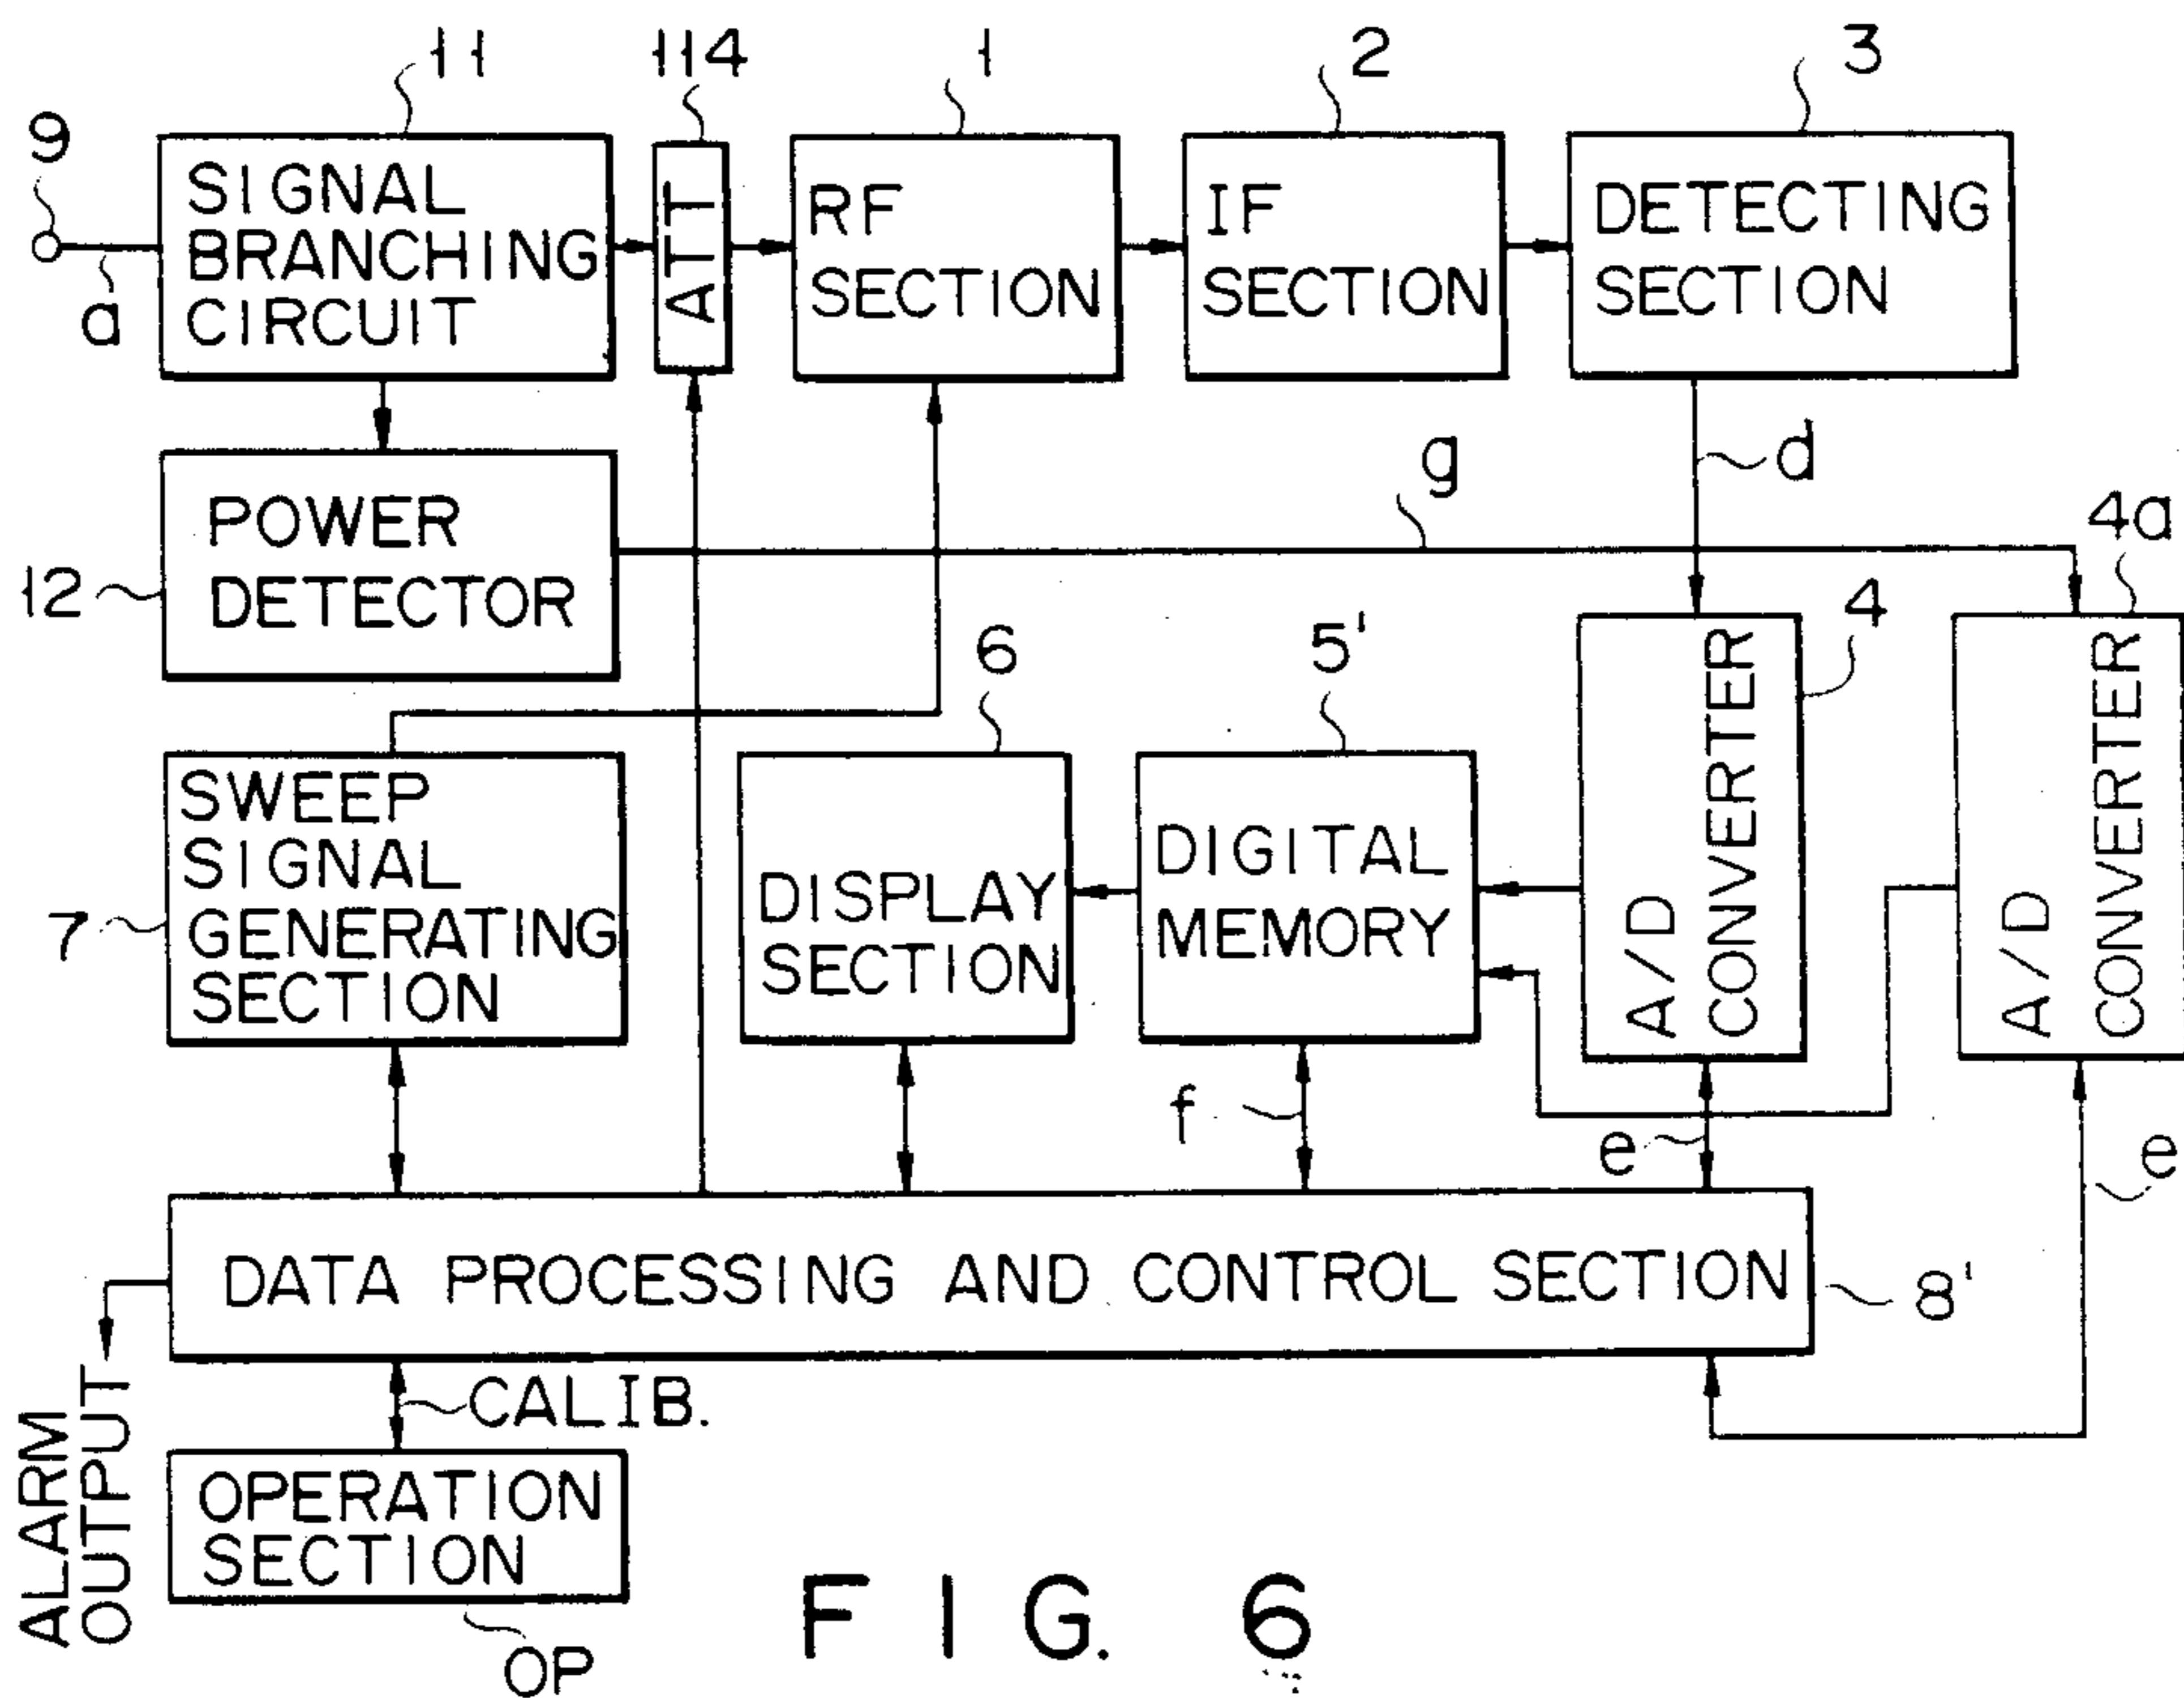 11
114
1
2
3
9
SIGNAL
BRANCHING
CIRCUIT
ATT
RF
SECTION
IF
SECTION
DETECTING
SECTION
a
g
d
4a
POWER
DETECTOR
12
6
5'
4
SWEEP
SIGNAL
GENERATING
SECTION
7
DISPLAY
SECTION
DIGITAL
MEMORY
A/D
CONVERTER
A/D
CONVERTER
f
e
e
DATA PROCESSING AND CONTROL SECTION
8'
ALARM
OUTPUT
CALIB.
OPERATION
SECTION
OP
FIG. 6